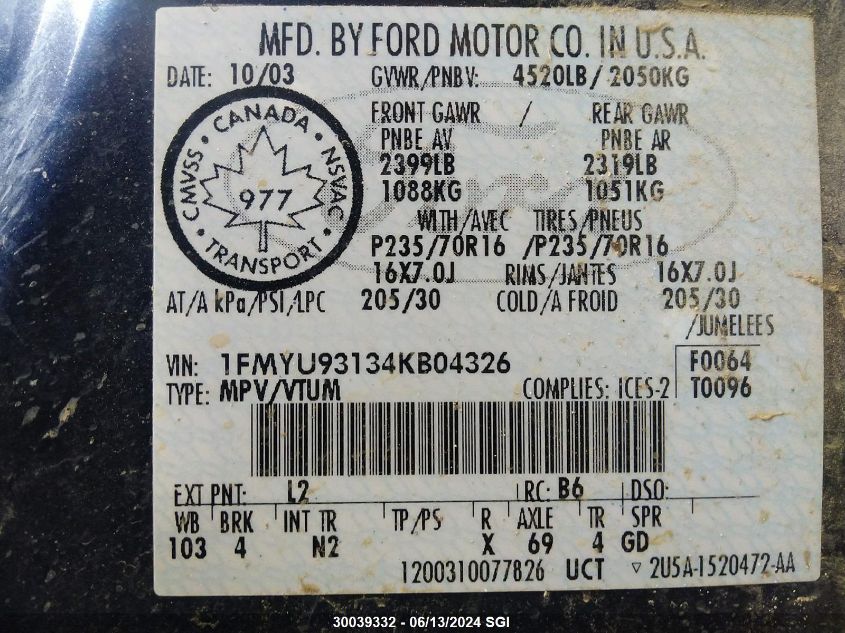 MFD. BY FORD MOTOR CO. IN U.S.A.
DATE: 10/03 GVWR/PNBV: 4520LB/ 2050KG
FRONT GAWR / REAR GAWR
PNBE AV PNBE AR
2399LB 2319LB
1088KG 1051KG
WITH/AVEC TIRES/PNEUS
P235/70R16 /P235/70R16
16X7.0J RIMS/JANTES 16X7.0J
AT/A kPa/PSI/LPC 205/30 COLD/A FROID 205/30
/JUMELEES
CANADA • NSVAC • TRANSPORT • CMVSS •
977
VIN: 1FMYU93134KB04326 F0064
TYPE: MPV/VTUM COMPLIES: ICES-2 T0096
EXT PNT: L2 RC: B6 DSO:
WB BRK INT TR TP/PS R AXLE TR SPR
103 4 N2 X 69 4 GD
1200310077826 UCT ▽ 2U5A-1520472-AA
30039332 - 06/13/2024 SGI